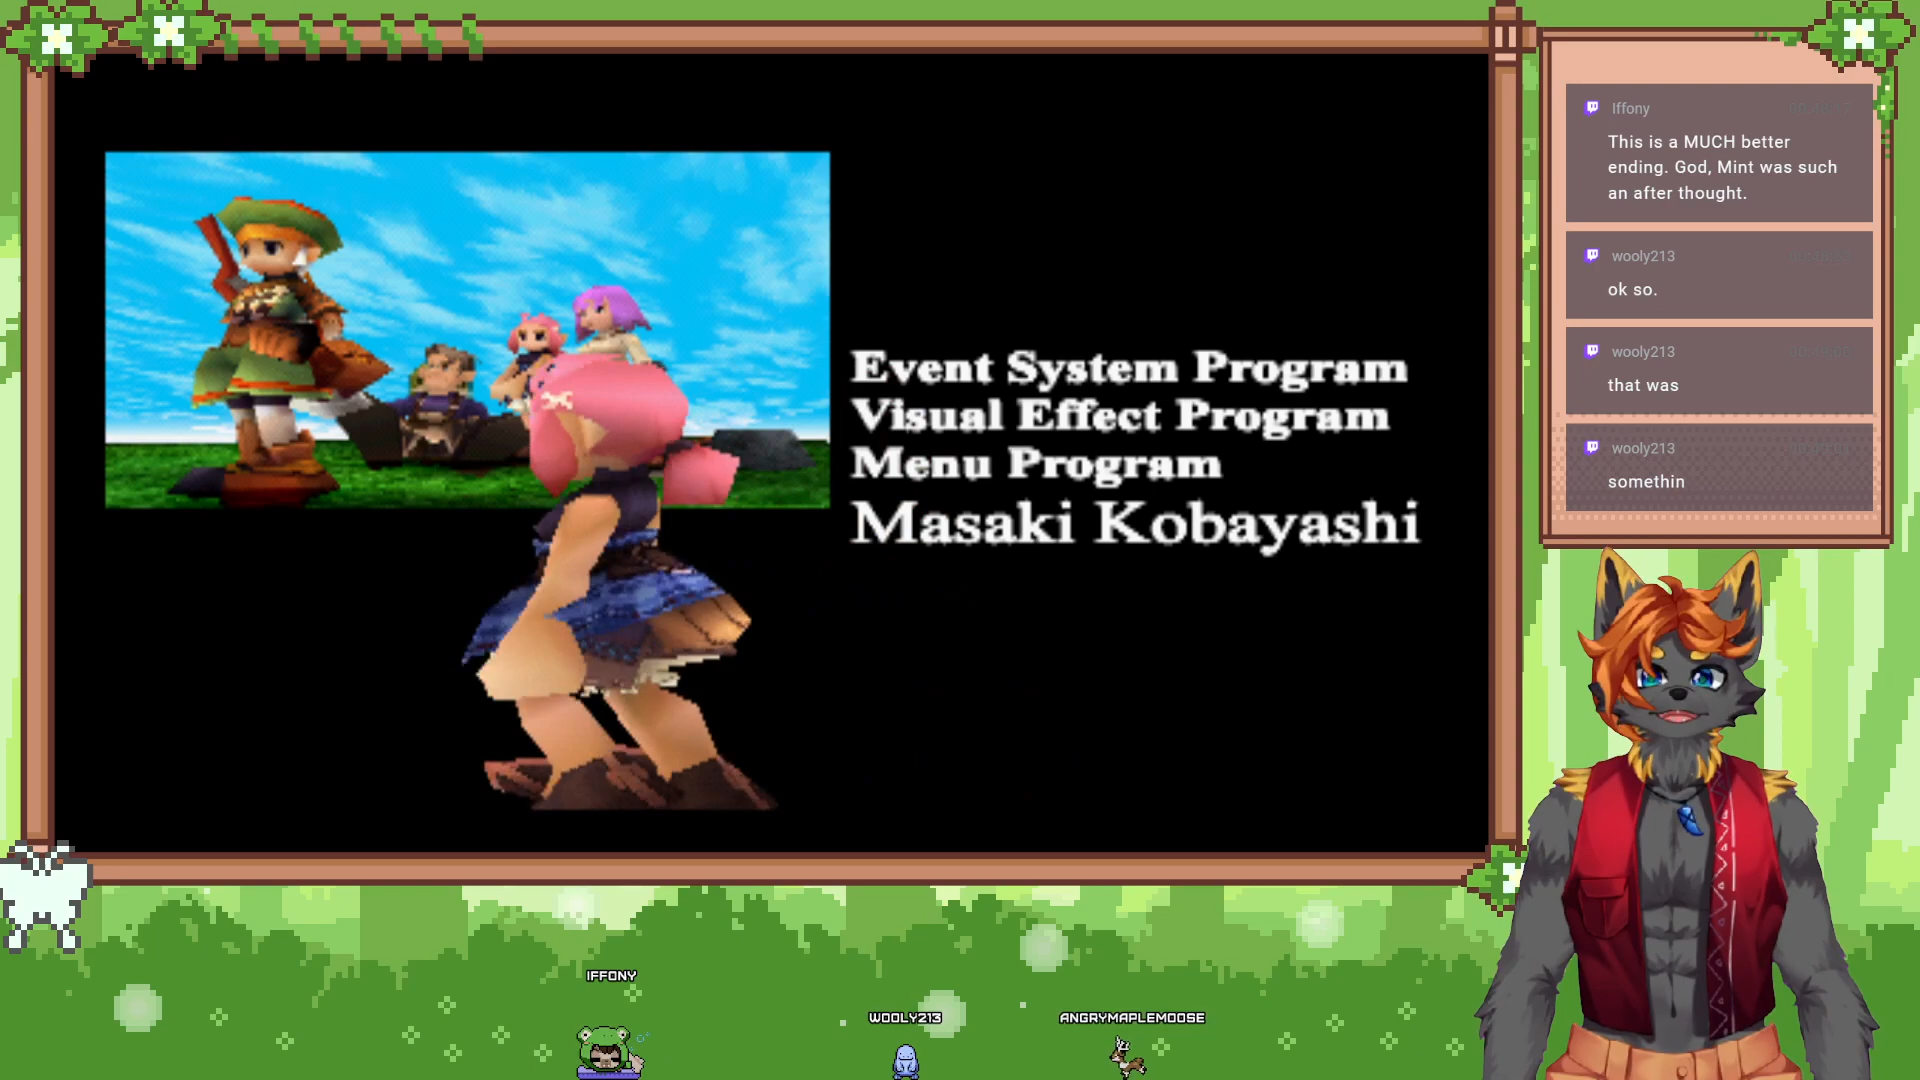 Event System Program
Visual Effect Program
Menu Program
Masaki Kobayashi
Iffony
This is a MUCH better
ending. God, Mint was such
an after thought.
wooly213
ok so.
wooly213
that was
wooly213
somethin
IFFONY
WOOLY213
ANGRYMAPLEMOOSE